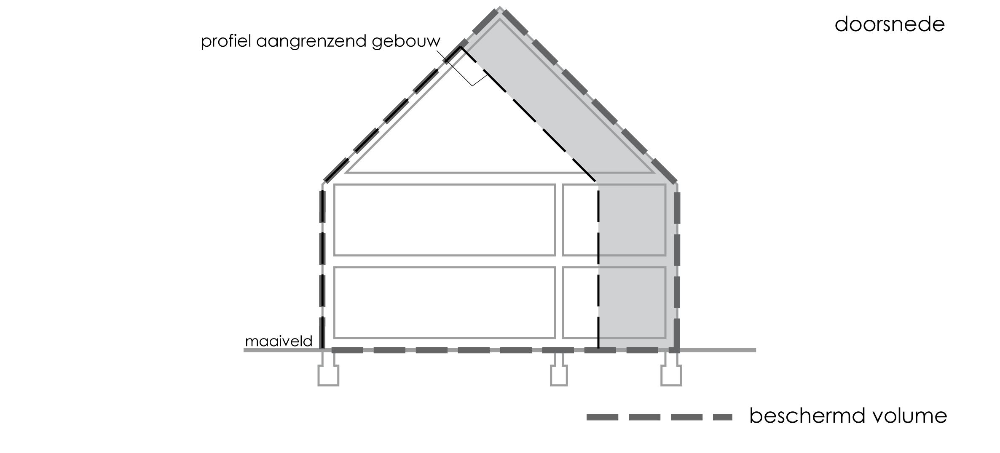 doorsnede
profiel aangrenzend gebouw
maaiveld
beschermd volume